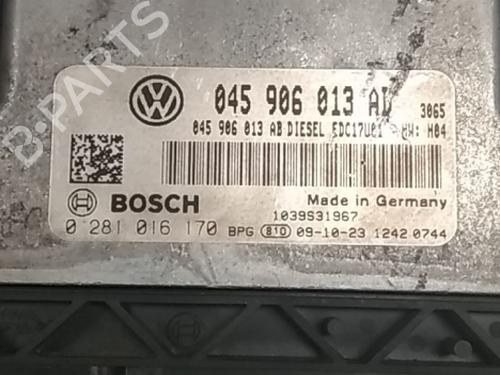 B-PARTS
045 906 013 AD 3065
045 906 013 AB DIESEL EDC17U01 HW: H04
BOSCH
Made in Germany
1039S31967
0 281 016 170 BPG 810 09-10-23 1242 0744